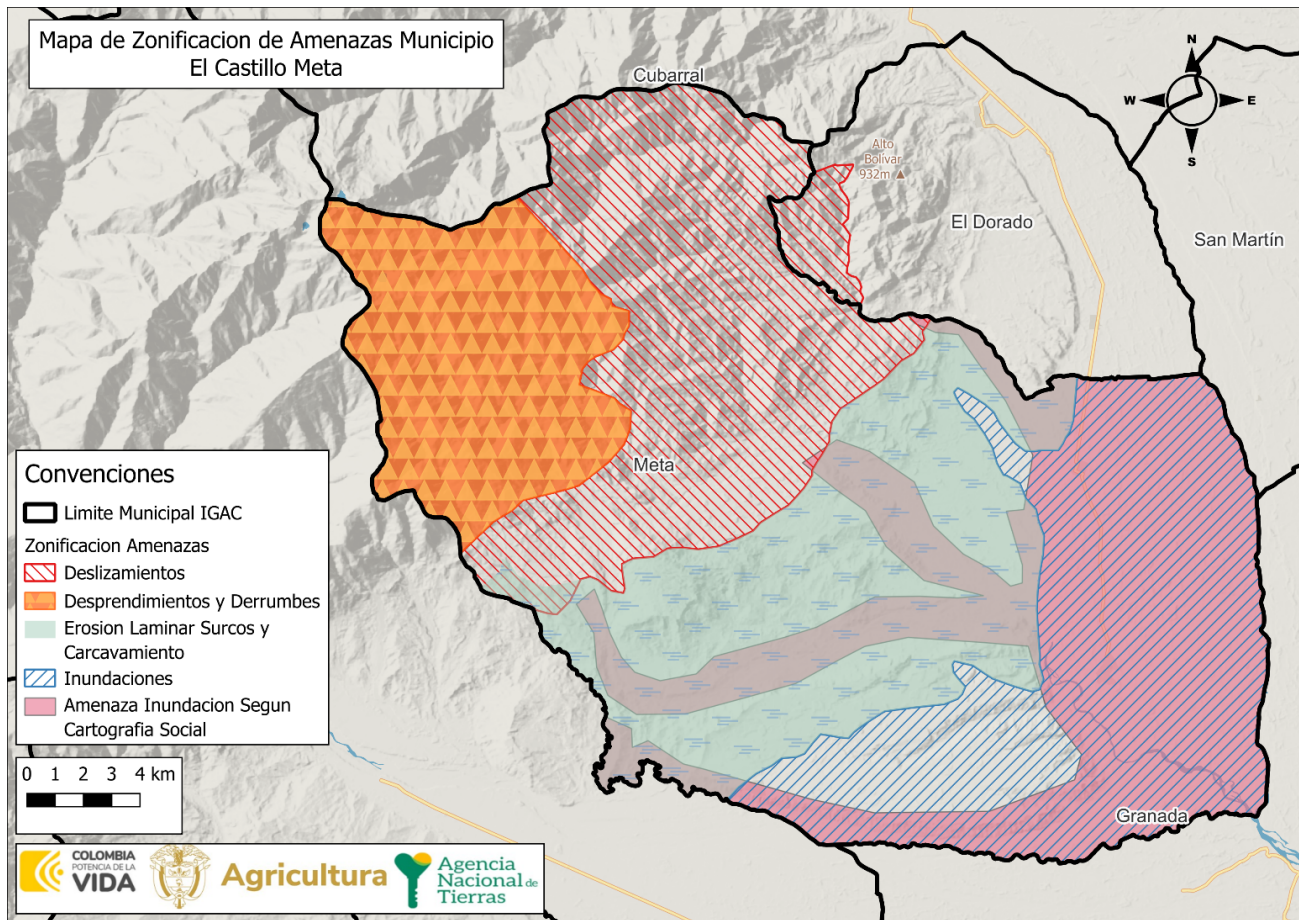 Mapa de Zonificacion de Amenazas Municipio
El Castillo Meta
Cubarral
N
W
E
S
Alto
Bolívar
932m
El Dorado
San Martín
Meta
Granada
Convenciones
Limite Municipal IGAC
Zonificacion Amenazas
Deslizamientos
Desprendimientos y Derrumbes
Erosion Laminar Surcos y
Carcavamiento
Inundaciones
Amenaza Inundacion Segun
Cartografia Social
0 1 2 3 4 km
COLOMBIA
POTENCIA DE LA
VIDA
Agricultura
Agencia
Nacional de
Tierras